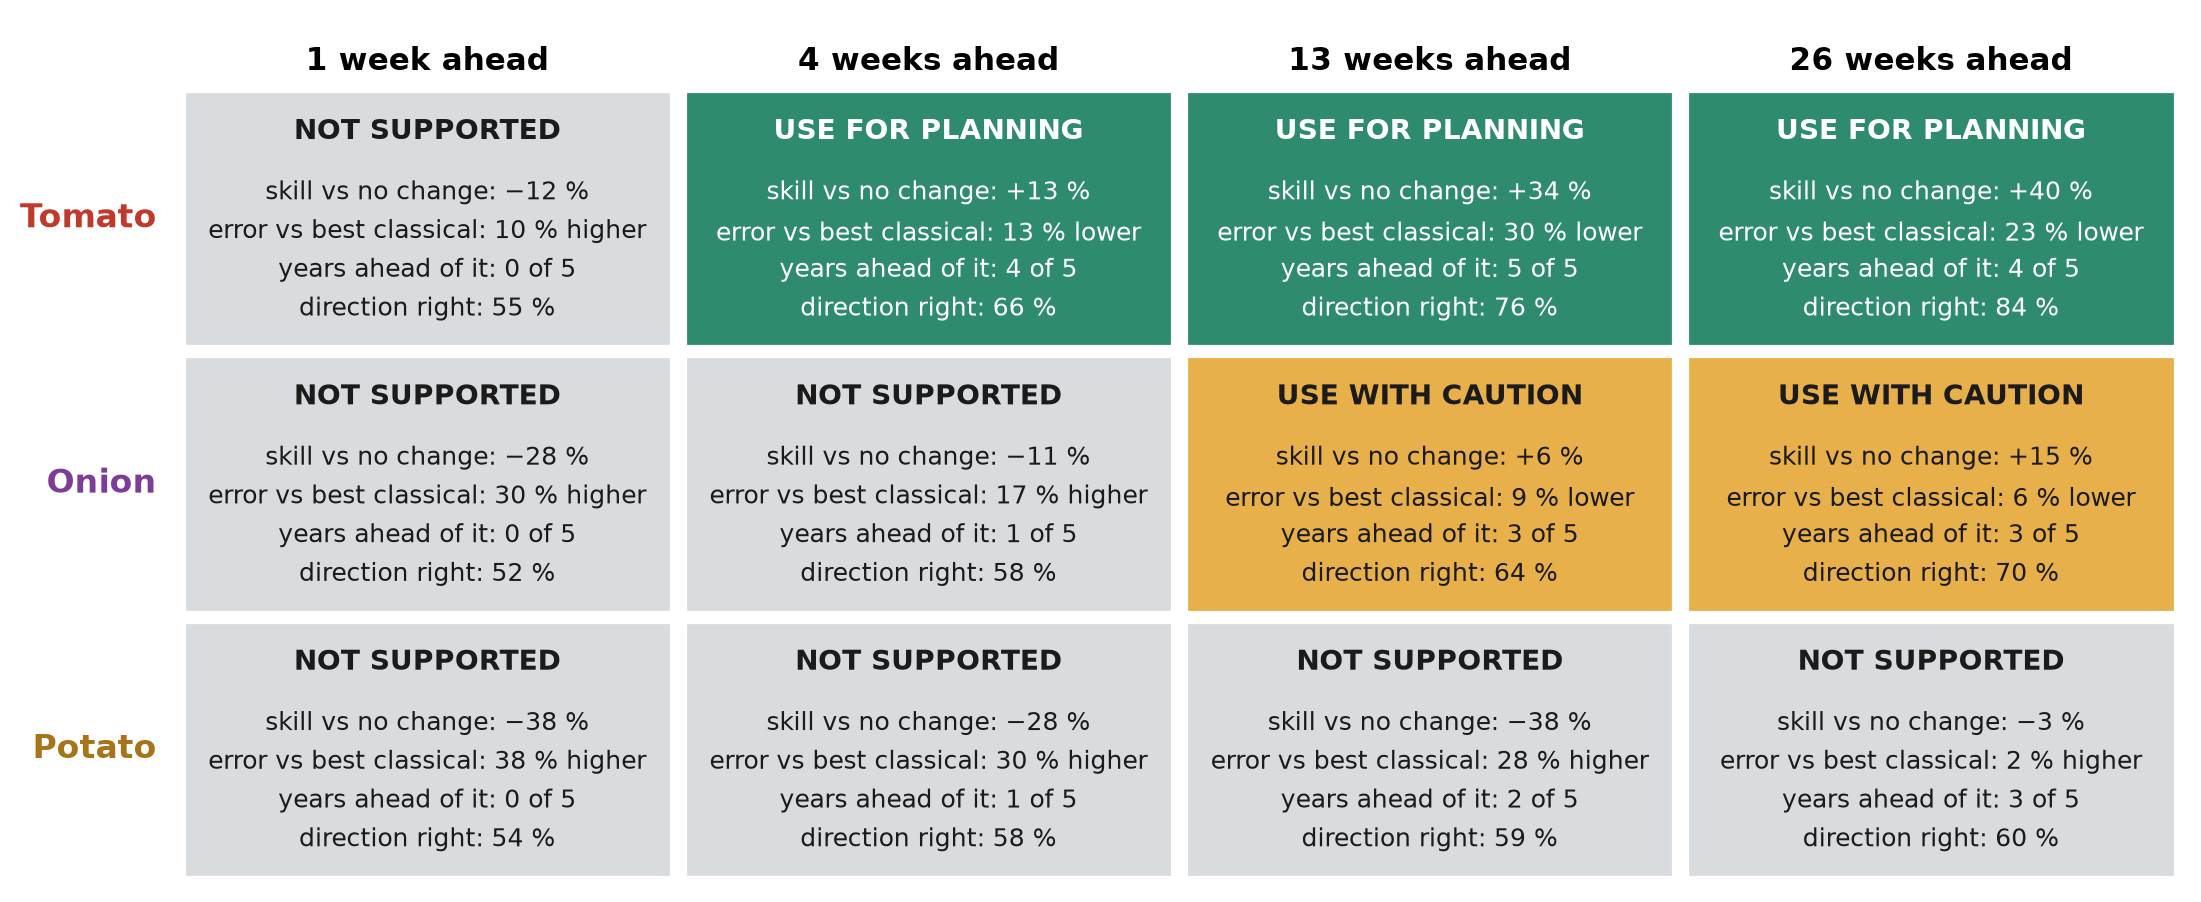 1 week ahead
4 weeks ahead
13 weeks ahead
26 weeks ahead
Tomato
NOT SUPPORTED
skill vs no change: −12 %
error vs best classical: 10 % higher
years ahead of it: 0 of 5
direction right: 55 %
USE FOR PLANNING
skill vs no change: +13 %
error vs best classical: 13 % lower
years ahead of it: 4 of 5
direction right: 66 %
USE FOR PLANNING
skill vs no change: +34 %
error vs best classical: 30 % lower
years ahead of it: 5 of 5
direction right: 76 %
USE FOR PLANNING
skill vs no change: +40 %
error vs best classical: 23 % lower
years ahead of it: 4 of 5
direction right: 84 %
Onion
NOT SUPPORTED
skill vs no change: −28 %
error vs best classical: 30 % higher
years ahead of it: 0 of 5
direction right: 52 %
NOT SUPPORTED
skill vs no change: −11 %
error vs best classical: 17 % higher
years ahead of it: 1 of 5
direction right: 58 %
USE WITH CAUTION
skill vs no change: +6 %
error vs best classical: 9 % lower
years ahead of it: 3 of 5
direction right: 64 %
USE WITH CAUTION
skill vs no change: +15 %
error vs best classical: 6 % lower
years ahead of it: 3 of 5
direction right: 70 %
Potato
NOT SUPPORTED
skill vs no change: −38 %
error vs best classical: 38 % higher
years ahead of it: 0 of 5
direction right: 54 %
NOT SUPPORTED
skill vs no change: −28 %
error vs best classical: 30 % higher
years ahead of it: 1 of 5
direction right: 58 %
NOT SUPPORTED
skill vs no change: −38 %
error vs best classical: 28 % higher
years ahead of it: 2 of 5
direction right: 59 %
NOT SUPPORTED
skill vs no change: −3 %
error vs best classical: 2 % higher
years ahead of it: 3 of 5
direction right: 60 %